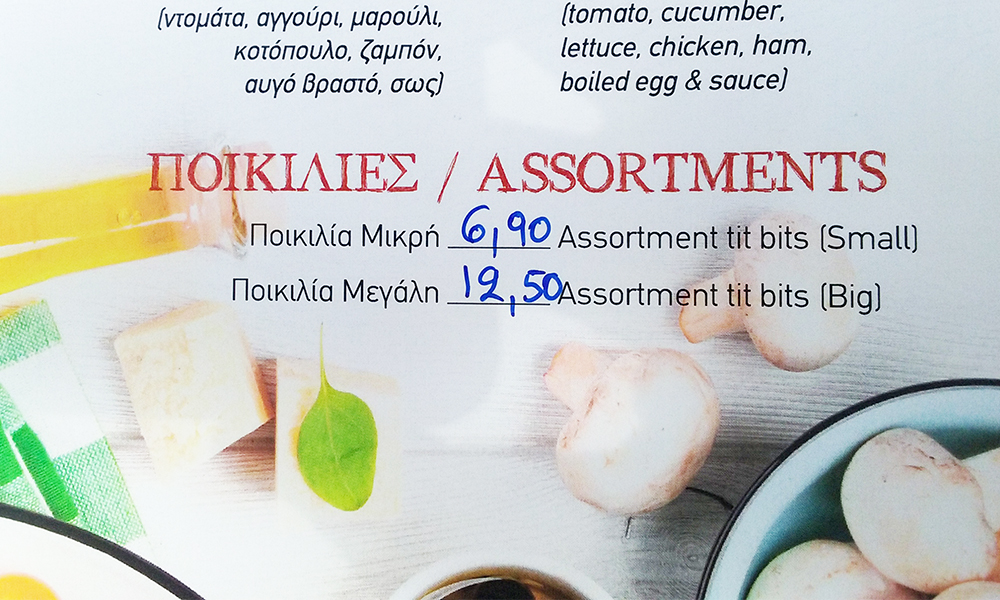 (ντομάτα, αγγούρι, μαρούλι,
κοτόπουλο, ζαμπόν,
αυγό βραστό, σως)
(tomato, cucumber,
lettuce, chicken, ham,
boiled egg & sauce)
ΠΟΙΚΙΛΙΕΣ / ASSORTMENTS
Ποικιλία Μικρή 6,90 Assortment tit bits (Small)
Ποικιλία Μεγάλη 12,50 Assortment tit bits (Big)